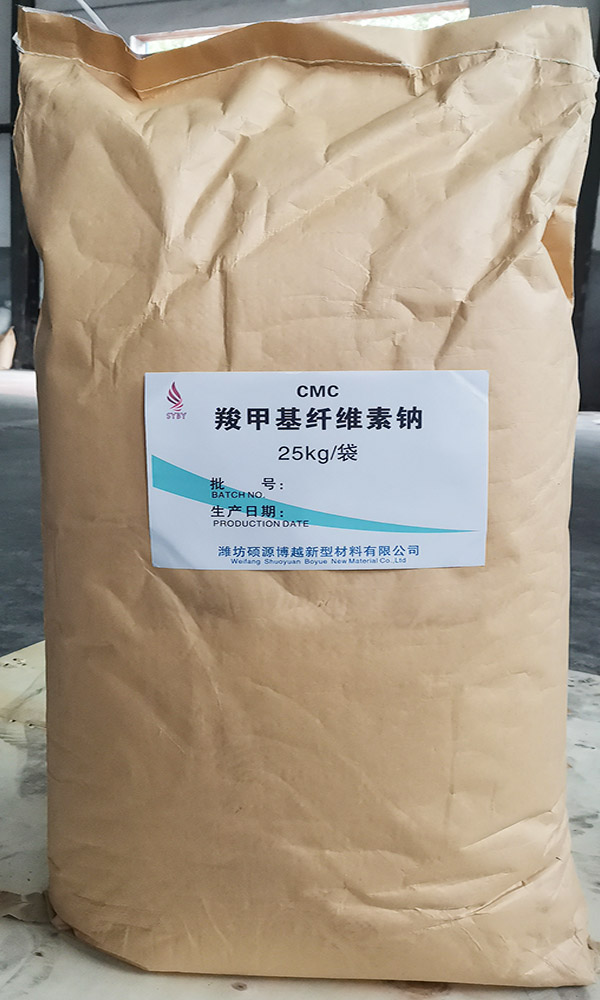 SYBY
CMC
羧甲基纤维素钠
25kg/袋
批 号:
BATCH NO.
生产日期:
PRODUCTION DATE
潍坊硕源博越新型材料有限公司
Weifang Shuoyuan Boyue New Material Co.,Ltd